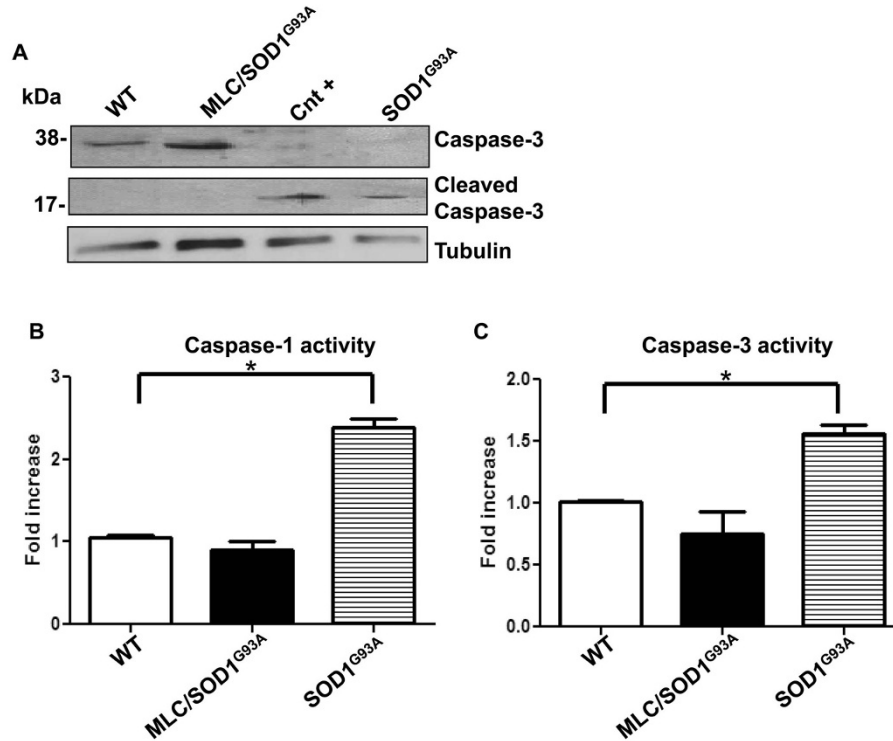 A
kDa
WT
MLC/SOD1G93A
Cnt +
SOD1G93A
38-
Caspase-3
17-
Cleaved
Caspase-3
Tubulin
B
Caspase-1 activity
*
Fold increase
3
2
1
0
WT
MLC/SOD1G93A
SOD1G93A
C
Caspase-3 activity
*
Fold increase
2.0
1.5
1.0
0.5
0.0
WT
MLC/SOD1G93A
SOD1G93A